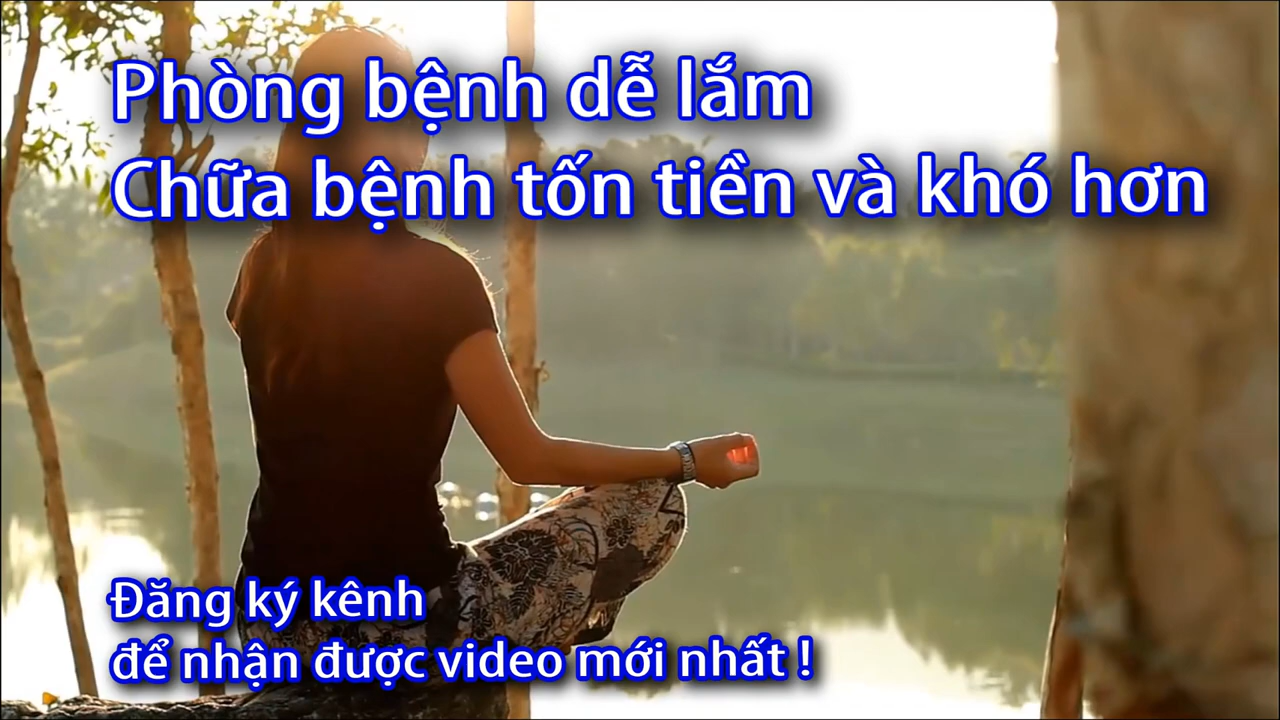 Phòng bệnh dễ lắm
Chữa bệnh tốn tiền và khó hơn
Đăng ký kênh
để nhận được video mới nhất !